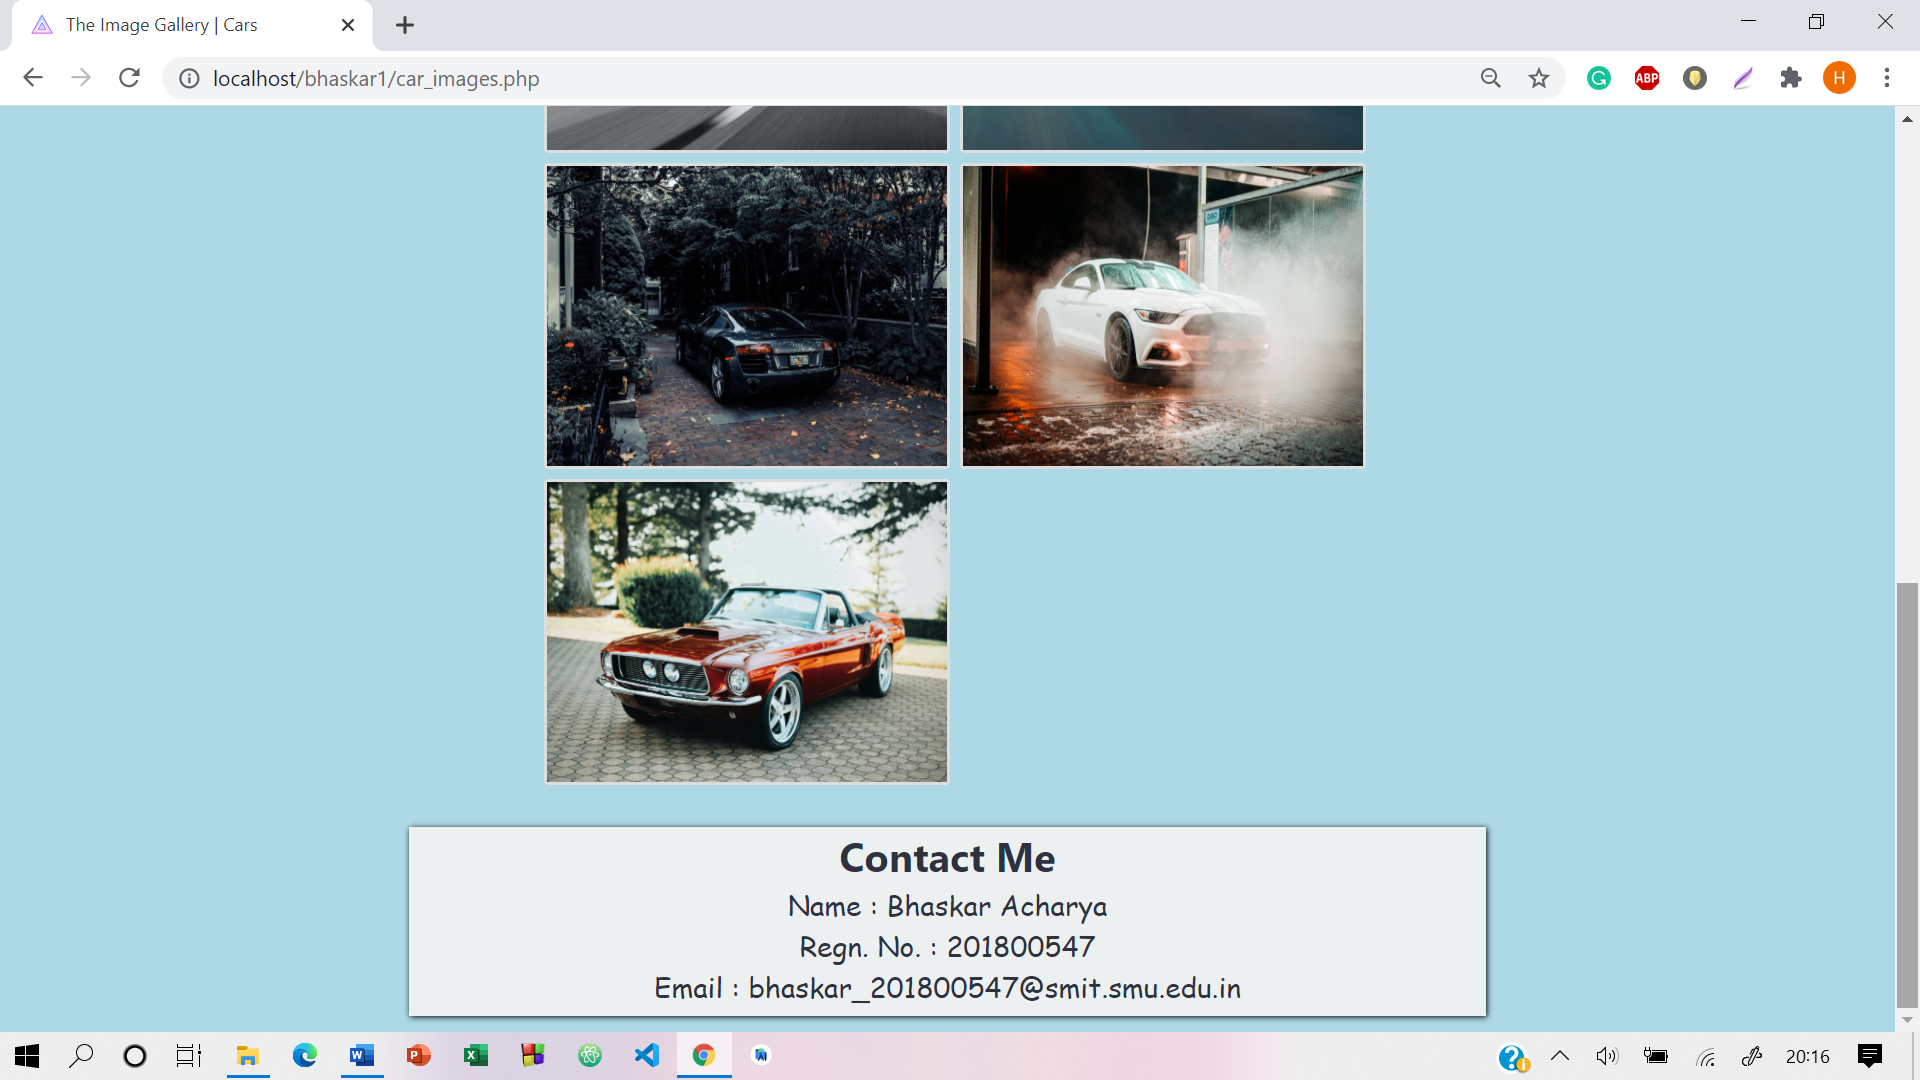 The Image Gallery | Cars
localhost/bhaskar1/car_images.php
ABP
H
Contact Me
Name : Bhaskar Acharya
Regn. No. : 201800547
Email : bhaskar_201800547@smit.smu.edu.in
20:16